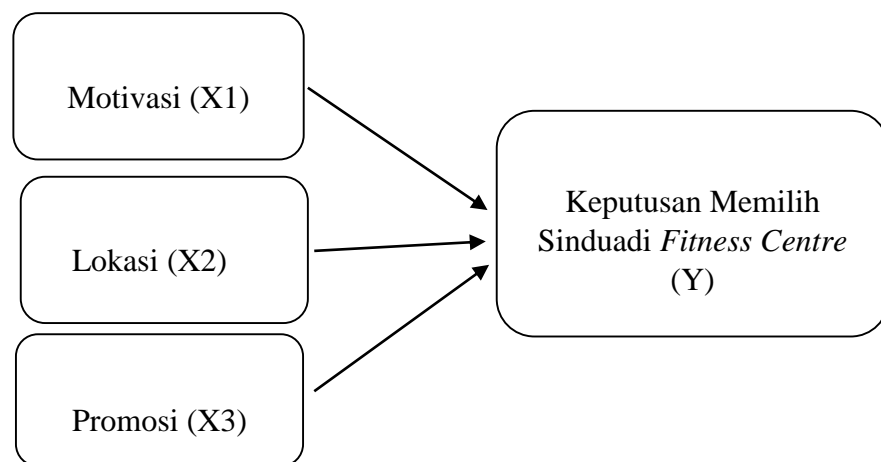 Motivasi (X1)
Lokasi (X2)
Promosi (X3)
Keputusan Memilih
Sinduadi Fitness Centre
(Y)